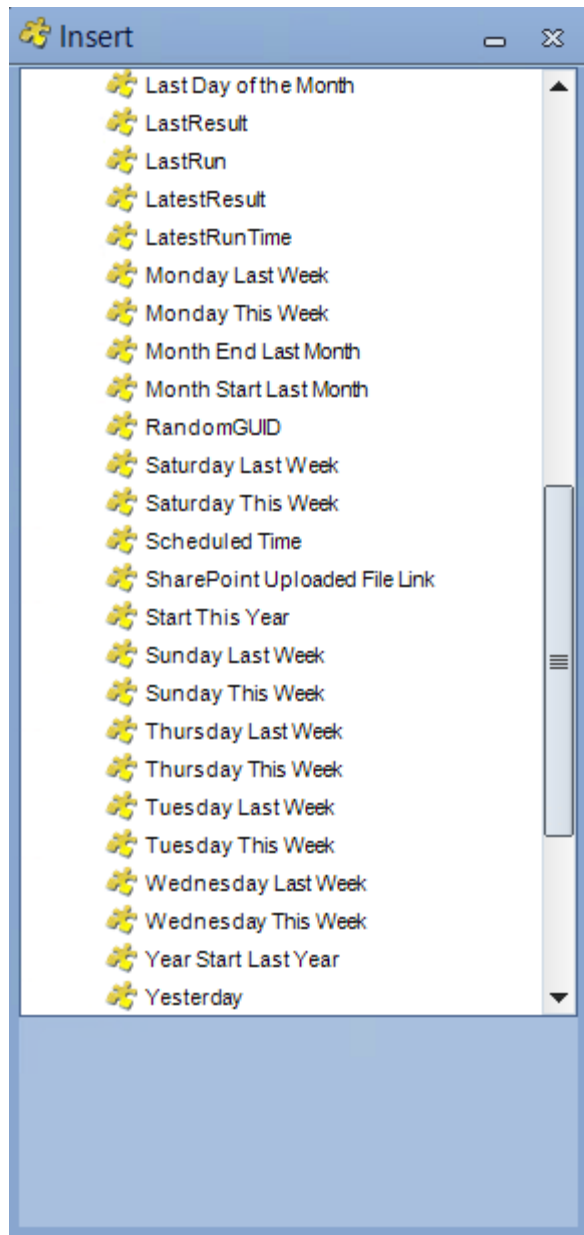 Insert
Last Day of the Month
LastResult
LastRun
LatestResult
LatestRunTime
Monday Last Week
Monday This Week
Month End Last Month
Month Start Last Month
RandomGUID
Saturday Last Week
Saturday This Week
Scheduled Time
SharePoint Uploaded File Link
Start This Year
Sunday Last Week
Sunday This Week
Thursday Last Week
Thursday This Week
Tuesday Last Week
Tuesday This Week
Wednesday Last Week
Wednesday This Week
Year Start Last Year
Yesterday